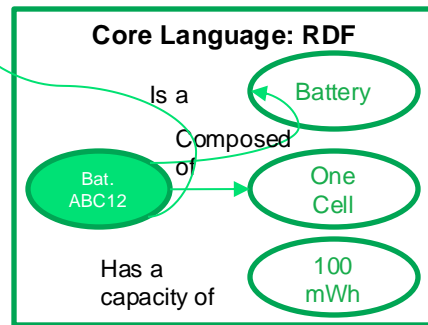 Core Language: RDF
Is a
Battery
Composed
of
Bat.
ABC12
One
Cell
Has a
capacity of
100
mWh